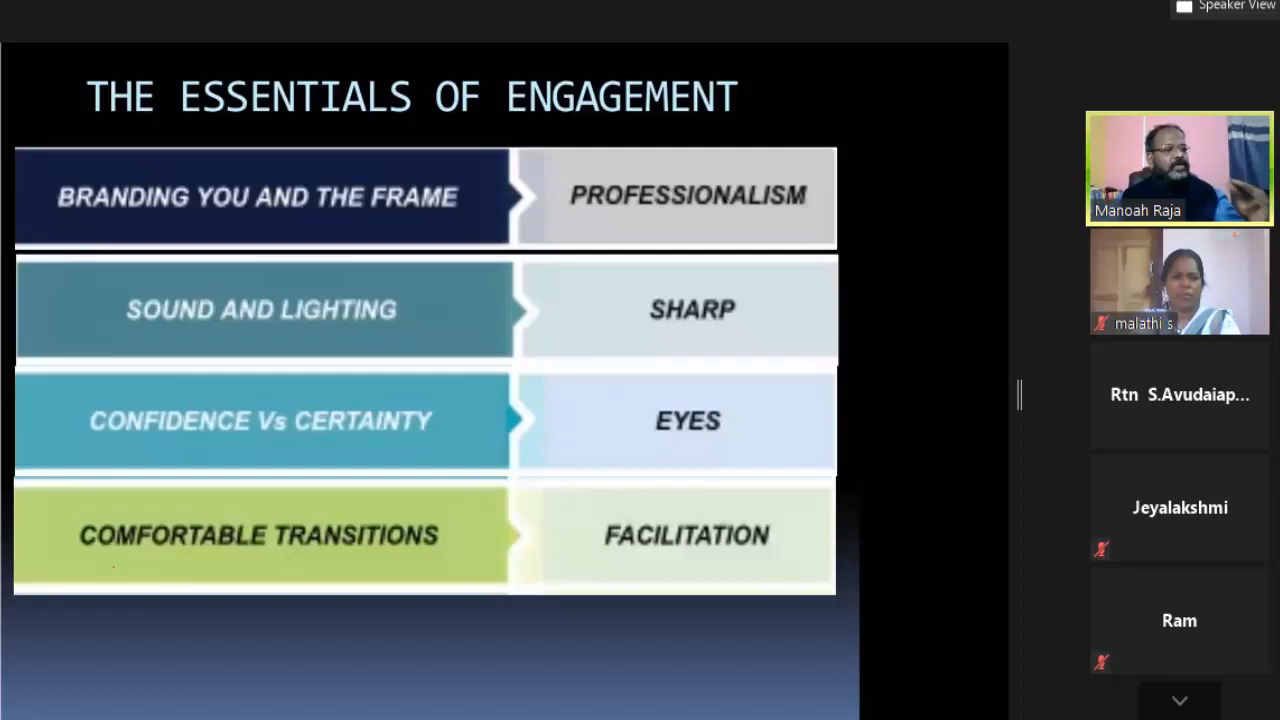 Speaker View
THE ESSENTIALS OF ENGAGEMENT
BRANDING YOU AND THE FRAME
PROFESSIONALISM
SOUND AND LIGHTING
SHARP
CONFIDENCE Vs CERTAINTY
EYES
COMFORTABLE TRANSITIONS
FACILITATION
Manoah Raja
malathi s
Rtn S.Avudaiap...
Jeyalakshmi
Ram